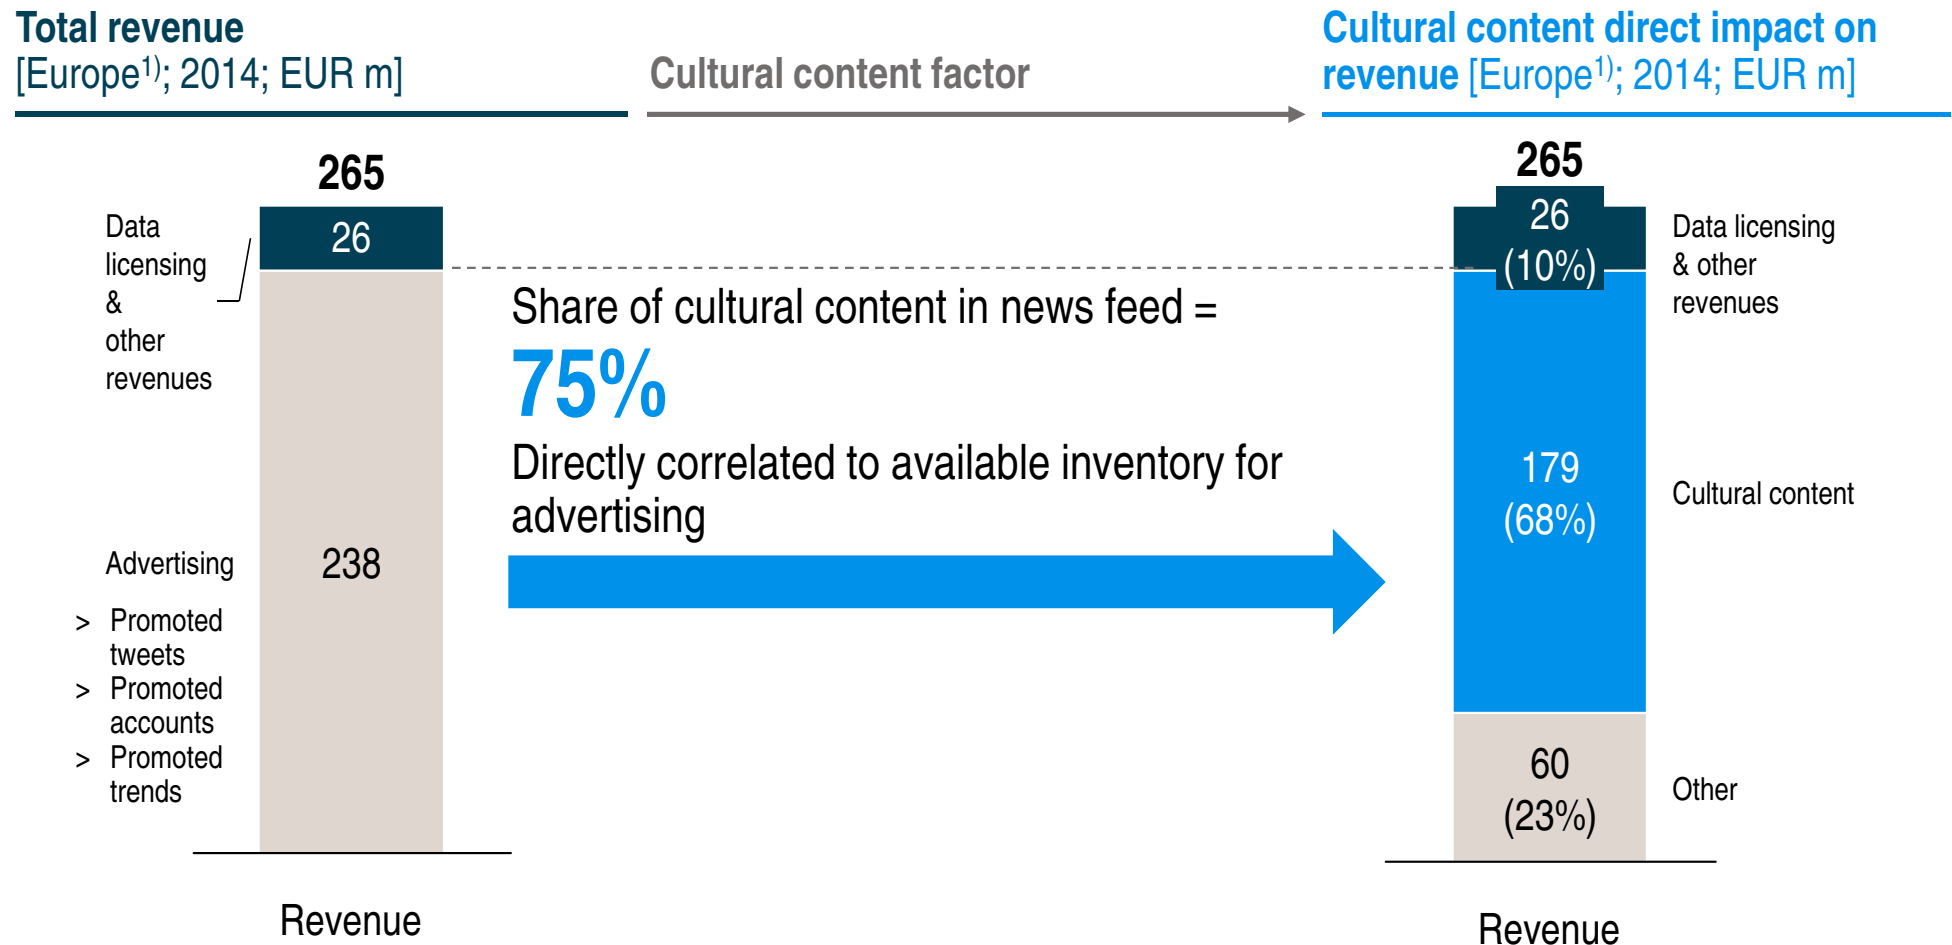 Total revenue
[Europe1); 2014; EUR m]
Cultural content factor
Cultural content direct impact on
revenue [Europe1); 2014; EUR m]
265
26
Data
licensing
&
other
revenues
238
Advertising
> Promoted
tweets
> Promoted
accounts
> Promoted
trends
Revenue
Share of cultural content in news feed =
75%
Directly correlated to available inventory for
advertising
265
26
(10%)
Data licensing
& other
revenues
179
(68%)
Cultural content
60
(23%)
Other
Revenue